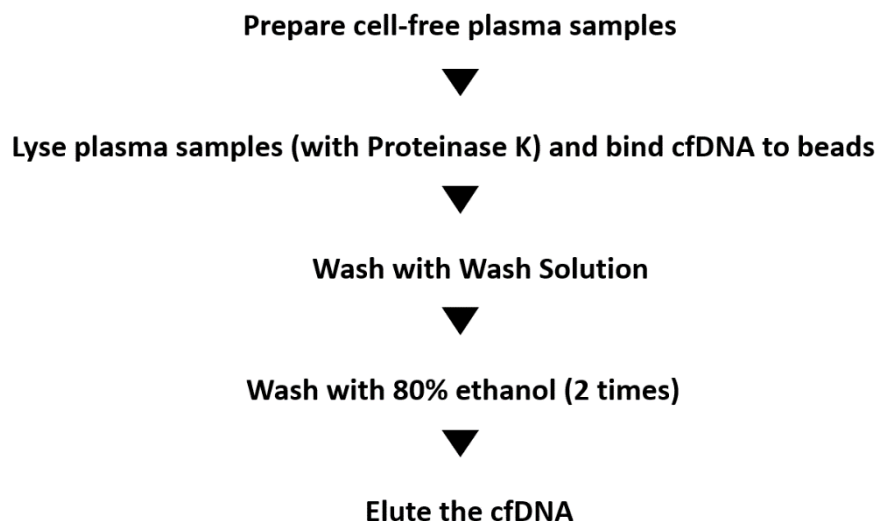 Prepare cell-free plasma samples
Lyse plasma samples (with Proteinase K) and bind cfDNA to beads
Wash with Wash Solution
Wash with 80% ethanol (2 times)
Elute the cfDNA